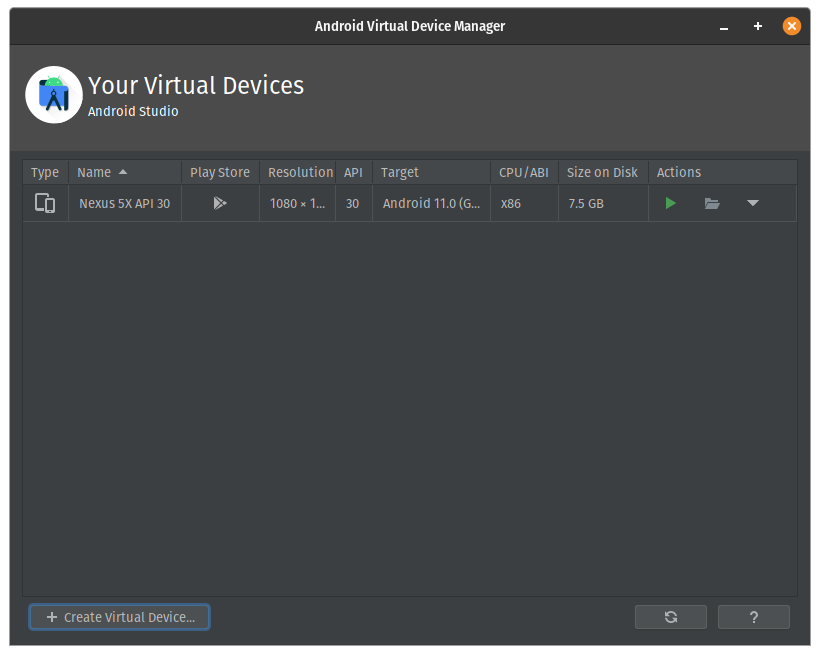 Android Virtual Device Manager
Your Virtual Devices
Android Studio
Type Name Play Store Resolution API Target CPU/ABI Size on Disk Actions
Nexus 5X API 30 1080 × 1... 30 Android 11.0 (G... x86 7.5 GB
+ Create Virtual Device... ?